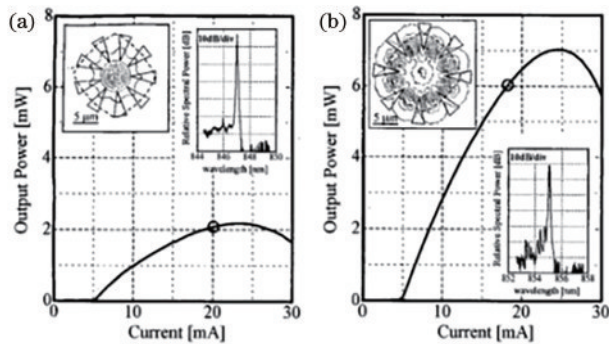 (a)
Output Power [mW]
8
6
4
2
0
0
10
20
30
Current [mA]
5 μm
10dB/div
Relative Spectral Power [dB]
844
846
848
850
wavelength [nm]
(b)
Output Power [mW]
8
6
4
2
0
0
10
20
30
Current [mA]
5 μm
10dB/div
Relative Spectral Power [dB]
852
854
856
858
wavelength [nm]